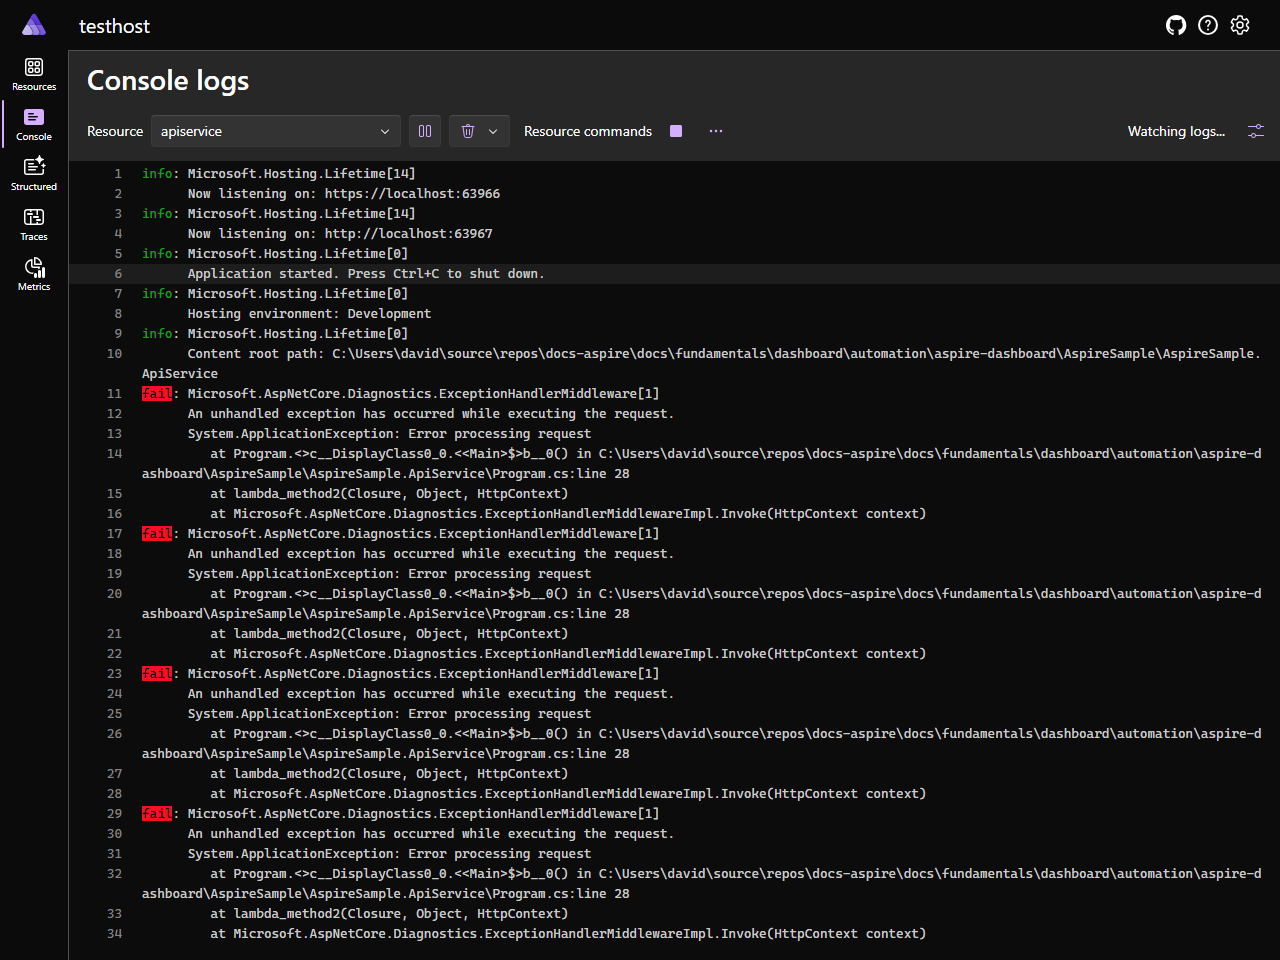 testhost
Resources
Console
Structured
Traces
Metrics
Console logs
Resource apiservice Resource commands Watching logs...
1 info: Microsoft.Hosting.Lifetime[14]
2 Now listening on: https://localhost:63966
3 info: Microsoft.Hosting.Lifetime[14]
4 Now listening on: http://localhost:63967
5 info: Microsoft.Hosting.Lifetime[0]
6 Application started. Press Ctrl+C to shut down.
7 info: Microsoft.Hosting.Lifetime[0]
8 Hosting environment: Development
9 info: Microsoft.Hosting.Lifetime[0]
10 Content root path: C:\Users\david\source\repos\docs-aspire\docs\fundamentals\dashboard\automation\aspire-dashboard\AspireSample\AspireSample.
ApiService
11 fail: Microsoft.AspNetCore.Diagnostics.ExceptionHandlerMiddleware[1]
12 An unhandled exception has occurred while executing the request.
13 System.ApplicationException: Error processing request
14 at Program.<>c__DisplayClass0_0.<<Main>$>b__0() in C:\Users\david\source\repos\docs-aspire\docs\fundamentals\dashboard\automation\aspire-d
ashboard\AspireSample\AspireSample.ApiService\Program.cs:line 28
15 at lambda_method2(Closure, Object, HttpContext)
16 at Microsoft.AspNetCore.Diagnostics.ExceptionHandlerMiddlewareImpl.Invoke(HttpContext context)
17 fail: Microsoft.AspNetCore.Diagnostics.ExceptionHandlerMiddleware[1]
18 An unhandled exception has occurred while executing the request.
19 System.ApplicationException: Error processing request
20 at Program.<>c__DisplayClass0_0.<<Main>$>b__0() in C:\Users\david\source\repos\docs-aspire\docs\fundamentals\dashboard\automation\aspire-d
ashboard\AspireSample\AspireSample.ApiService\Program.cs:line 28
21 at lambda_method2(Closure, Object, HttpContext)
22 at Microsoft.AspNetCore.Diagnostics.ExceptionHandlerMiddlewareImpl.Invoke(HttpContext context)
23 fail: Microsoft.AspNetCore.Diagnostics.ExceptionHandlerMiddleware[1]
24 An unhandled exception has occurred while executing the request.
25 System.ApplicationException: Error processing request
26 at Program.<>c__DisplayClass0_0.<<Main>$>b__0() in C:\Users\david\source\repos\docs-aspire\docs\fundamentals\dashboard\automation\aspire-d
ashboard\AspireSample\AspireSample.ApiService\Program.cs:line 28
27 at lambda_method2(Closure, Object, HttpContext)
28 at Microsoft.AspNetCore.Diagnostics.ExceptionHandlerMiddlewareImpl.Invoke(HttpContext context)
29 fail: Microsoft.AspNetCore.Diagnostics.ExceptionHandlerMiddleware[1]
30 An unhandled exception has occurred while executing the request.
31 System.ApplicationException: Error processing request
32 at Program.<>c__DisplayClass0_0.<<Main>$>b__0() in C:\Users\david\source\repos\docs-aspire\docs\fundamentals\dashboard\automation\aspire-d
ashboard\AspireSample\AspireSample.ApiService\Program.cs:line 28
33 at lambda_method2(Closure, Object, HttpContext)
34 at Microsoft.AspNetCore.Diagnostics.ExceptionHandlerMiddlewareImpl.Invoke(HttpContext context)